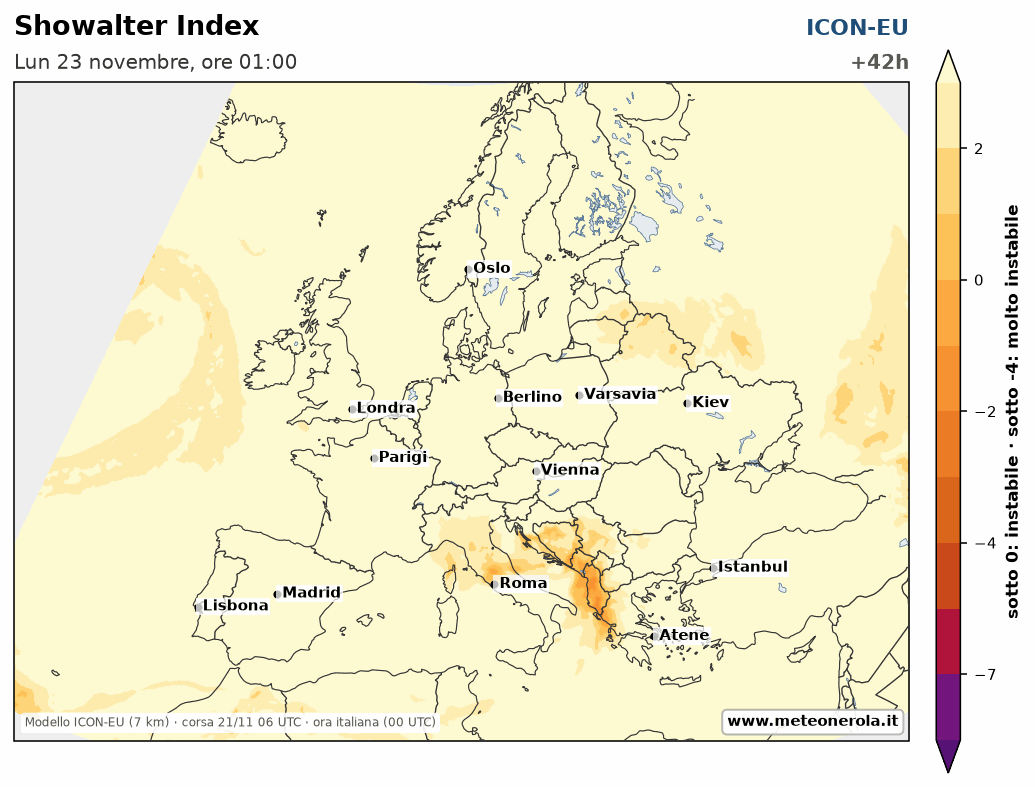 Showalter Index
ICON-EU
Lun 23 novembre, ore 01:00
+42h
Oslo
Berlino
Varsavia
Kiev
Londra
Parigi
Vienna
Istanbul
Roma
Madrid
Lisbona
Atene
2
0
−2
−4
−7
sotto 0: instabile · sotto -4: molto instabile
Modello ICON-EU (7 km) · corsa 21/11 06 UTC · ora italiana (00 UTC)
www.meteonerola.it